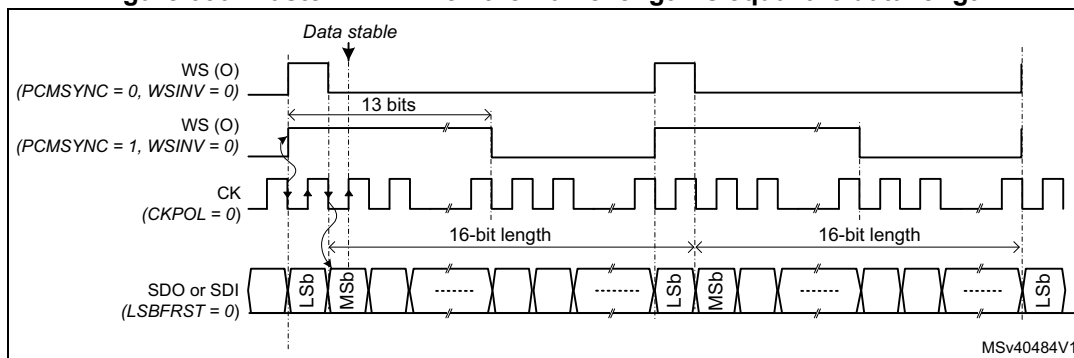 Data stable
WS (O)
(PCMSYNC = 0, WSINV = 0)
13 bits
WS (O)
(PCMSYNC = 1, WSINV = 0)
CK
(CKPOL = 0)
16-bit length
16-bit length
SDO or SDI
(LSBFRST = 0)
LSb
MSb
LSb
MSb
LSb
MSv40484V1